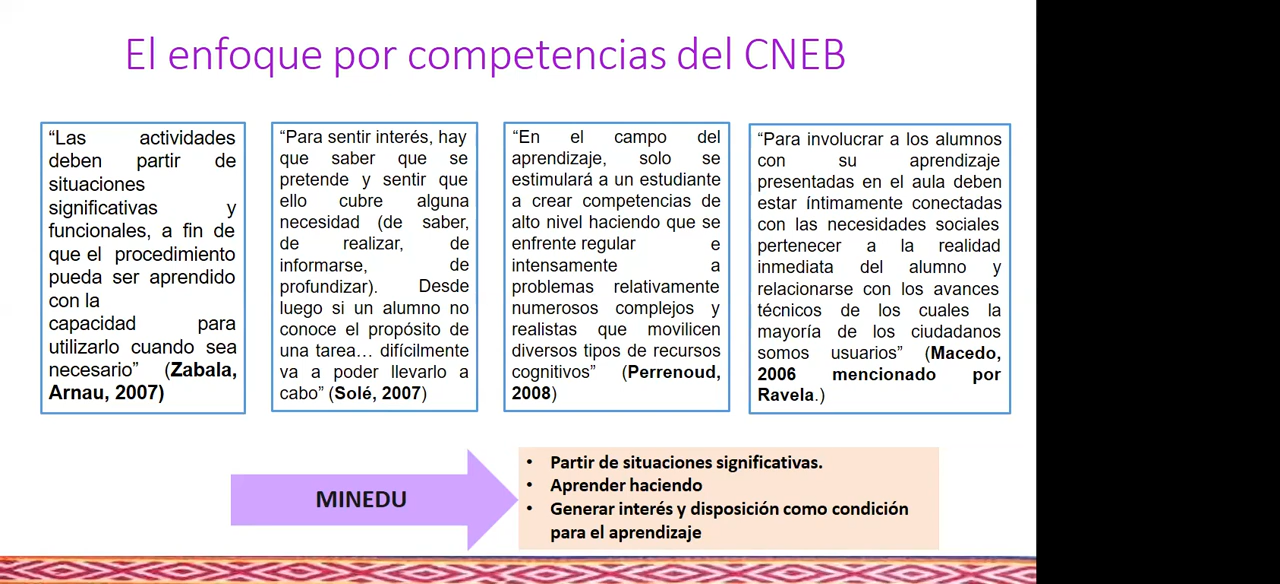 El enfoque por competencias del CNEB
“Las actividades
deben partir de
situaciones
significativas y
funcionales, a fin de
que el procedimiento
pueda ser aprendido
con la
capacidad para
utilizarlo cuando sea
necesario” (Zabala,
Arnau, 2007)
“Para sentir interés, hay
que saber que se
pretende y sentir que
ello cubre alguna
necesidad (de saber,
de realizar, de
informarse, de
profundizar). Desde
luego si un alumno no
conoce el propósito de
una tarea… difícilmente
va a poder llevarlo a
cabo” (Solé, 2007)
“En el campo del
aprendizaje, solo se
estimulará a un estudiante
a crear competencias de
alto nivel haciendo que se
enfrente regular e
intensamente a
problemas relativamente
numerosos complejos y
realistas que movilicen
diversos tipos de recursos
cognitivos” (Perrenoud,
2008)
“Para involucrar a los alumnos
con su aprendizaje
presentadas en el aula deben
estar íntimamente conectadas
con las necesidades sociales
pertenecer a la realidad
inmediata del alumno y
relacionarse con los avances
técnicos de los cuales la
mayoría de los ciudadanos
somos usuarios” (Macedo,
2006 mencionado por
Ravela.)
MINEDU
• Partir de situaciones significativas.
• Aprender haciendo
• Generar interés y disposición como condición
para el aprendizaje